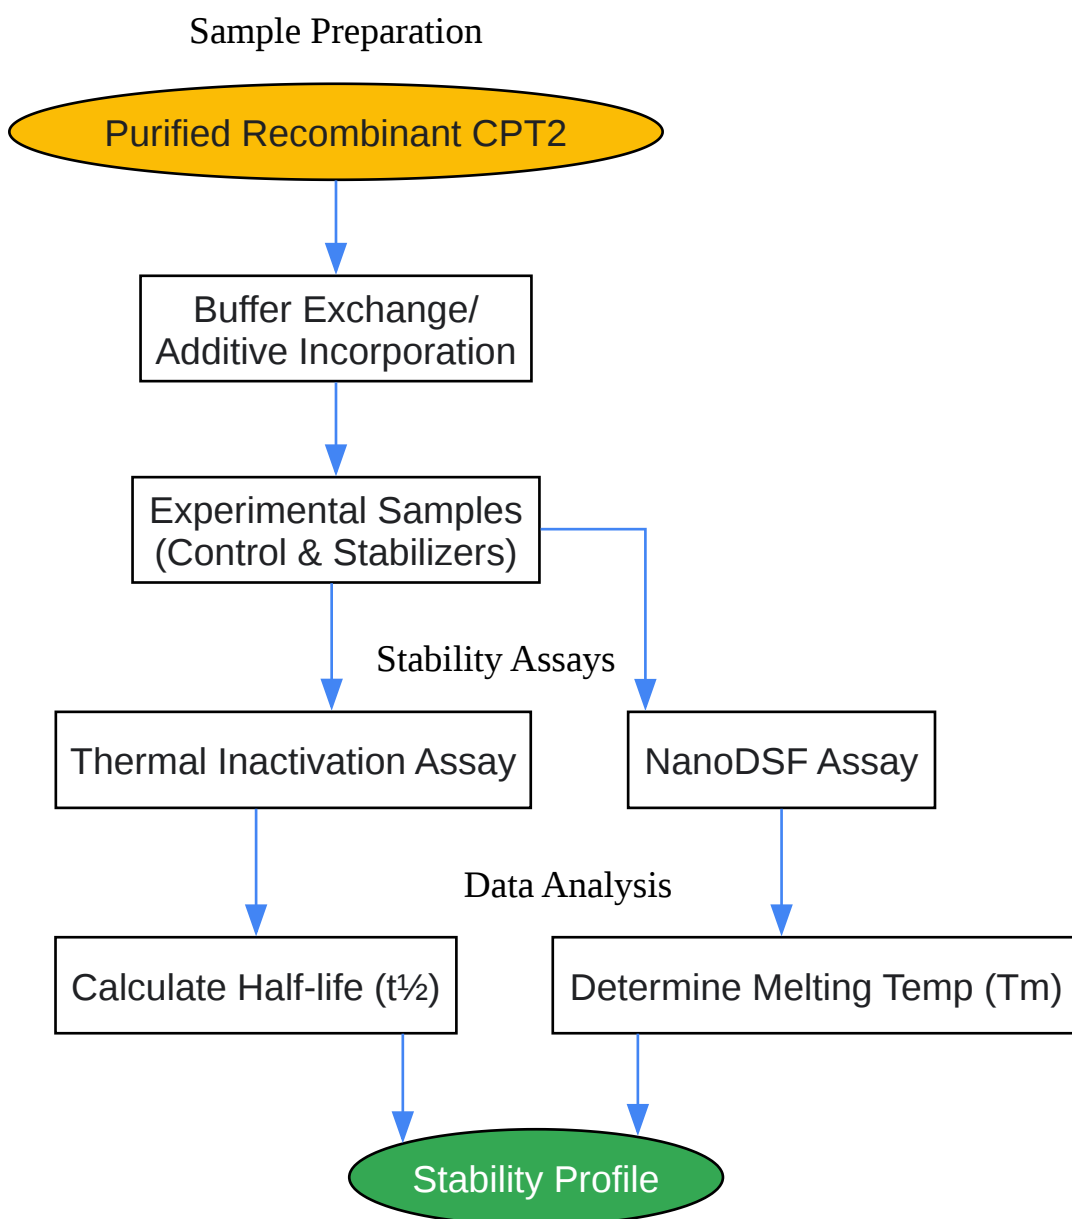 Sample Preparation
Purified Recombinant CPT2
Buffer Exchange/
Additive Incorporation
Experimental Samples
(Control & Stabilizers)
Stability Assays
Thermal Inactivation Assay
NanoDSF Assay
Data Analysis
Calculate Half-life (t½)
Determine Melting Temp (Tm)
Stability Profile